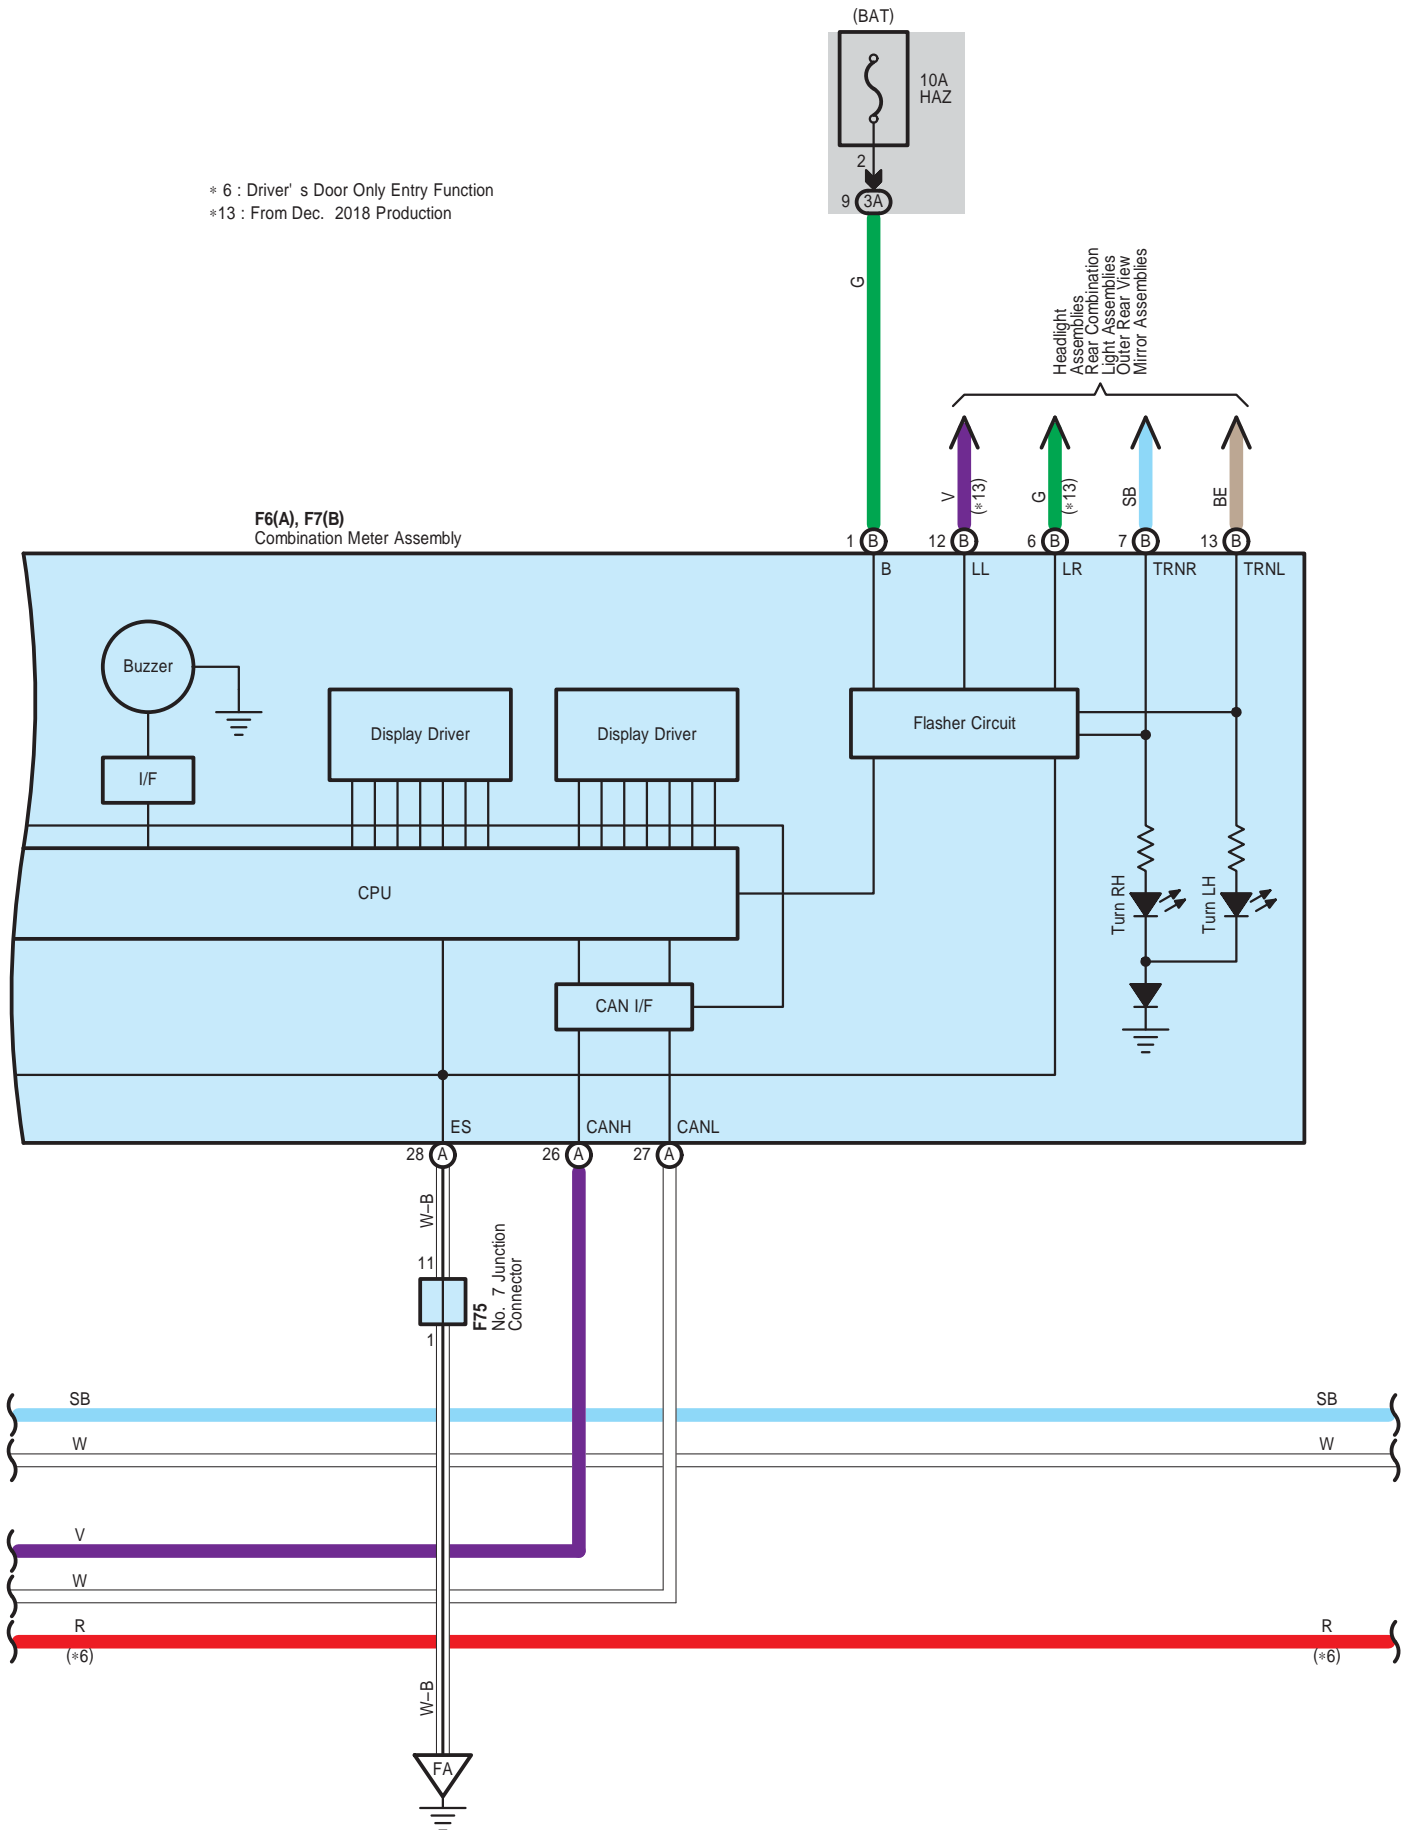 (BAT)
10A
HAZ
2
9 3A
* 6 : Driver' s Door Only Entry Function
*13 : From Dec. 2018 Production
G
Headlight
Assemblies
Rear Combination
Light Assemblies
Outer Rear View
Mirror Assemblies
V
(*13)
G
(*13)
SB
BE
F6(A), F7(B)
Combination Meter Assembly
1 B 12 B 6 B 7 B 13 B
B LL LR TRNR TRNL
Buzzer
I/F
Display Driver
Display Driver
Flasher Circuit
CPU
Turn RH
Turn LH
CAN I/F
ES CANH CANL
28 A 26 A 27 A
W–B
11
F75
No. 7 Junction
Connector
1
SB SB
W W
V
W
R R
(*6) (*6)
W–B
FA